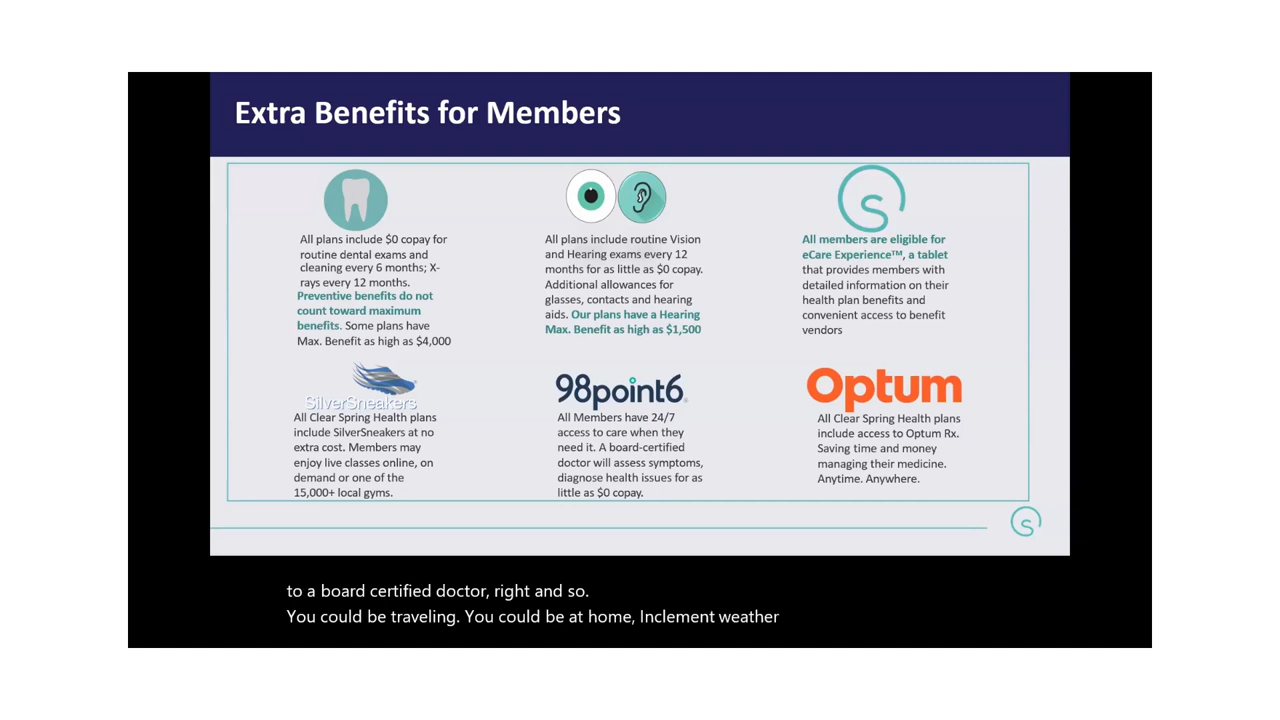 Extra Benefits for Members
All plans include $0 copay for
routine dental exams and
cleaning every 6 months; X-
rays every 12 months.
Preventive benefits do not
count toward maximum
benefits. Some plans have
Max. Benefit as high as $4,000
All plans include routine Vision
and Hearing exams every 12
months for as little as $0 copay.
Additional allowances for
glasses, contacts and hearing
aids. Our plans have a Hearing
Max. Benefit as high as $1,500
S
All members are eligible for
eCare Experience™, a tablet
that provides members with
detailed information on their
health plan benefits and
convenient access to benefit
vendors
SilverSneakers
All Clear Spring Health plans
include SilverSneakers at no
extra cost. Members may
enjoy live classes online, on
demand or one of the
15,000+ local gyms.
98point6®
All Members have 24/7
access to care when they
need it. A board-certified
doctor will assess symptoms,
diagnose health issues for as
little as $0 copay.
Optum
All Clear Spring Health plans
include access to Optum Rx.
Saving time and money
managing their medicine.
Anytime. Anywhere.
S
to a board certified doctor, right and so.
You could be traveling. You could be at home, Inclement weather